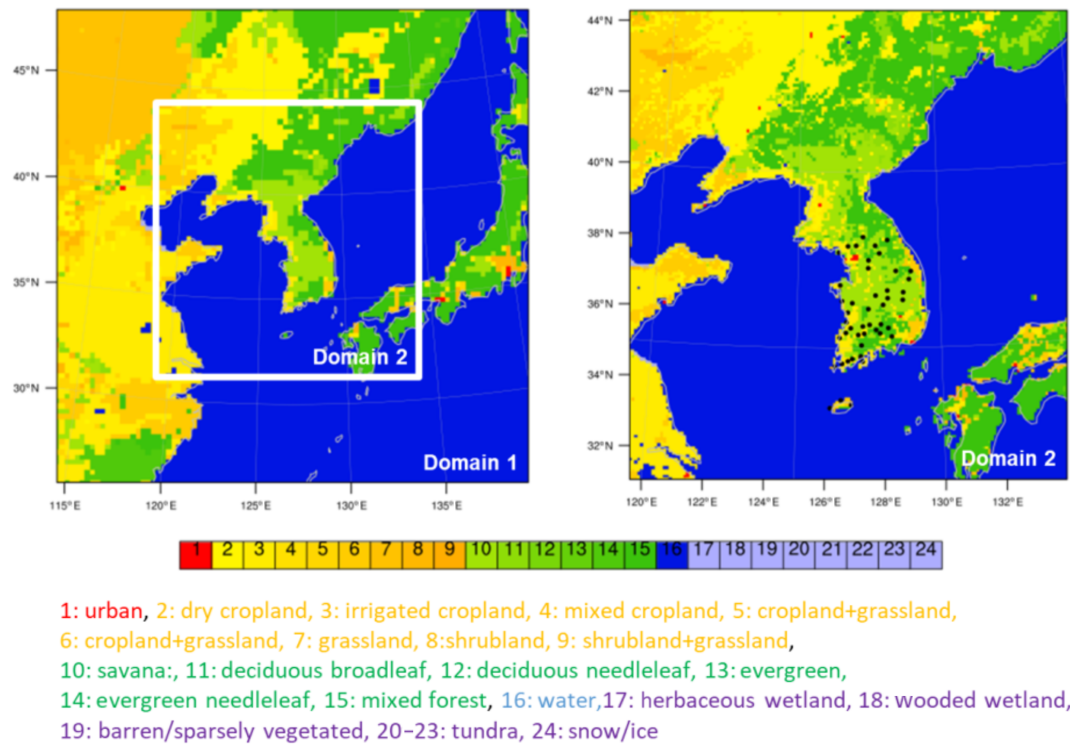 45°N
40°N
35°N
30°N
115°E 120°E 125°E 130°E 135°E
Domain 2
Domain 1
44°N
42°N
40°N
38°N
36°N
34°N
32°N
120°E 122°E 124°E 126°E 128°E 130°E 132°E
Domain 2
1 2 3 4 5 6 7 8 9 10 11 12 13 14 15 16 17 18 19 20 21 22 23 24
1: urban, 2: dry cropland, 3: irrigated cropland, 4: mixed cropland, 5: cropland+grassland,
6: cropland+grassland, 7: grassland, 8:shrubland, 9: shrubland+grassland,
10: savana:, 11: deciduous broadleaf, 12: deciduous needleleaf, 13: evergreen,
14: evergreen needleleaf, 15: mixed forest, 16: water,17: herbaceous wetland, 18: wooded wetland,
19: barren/sparsely vegetated, 20–23: tundra, 24: snow/ice